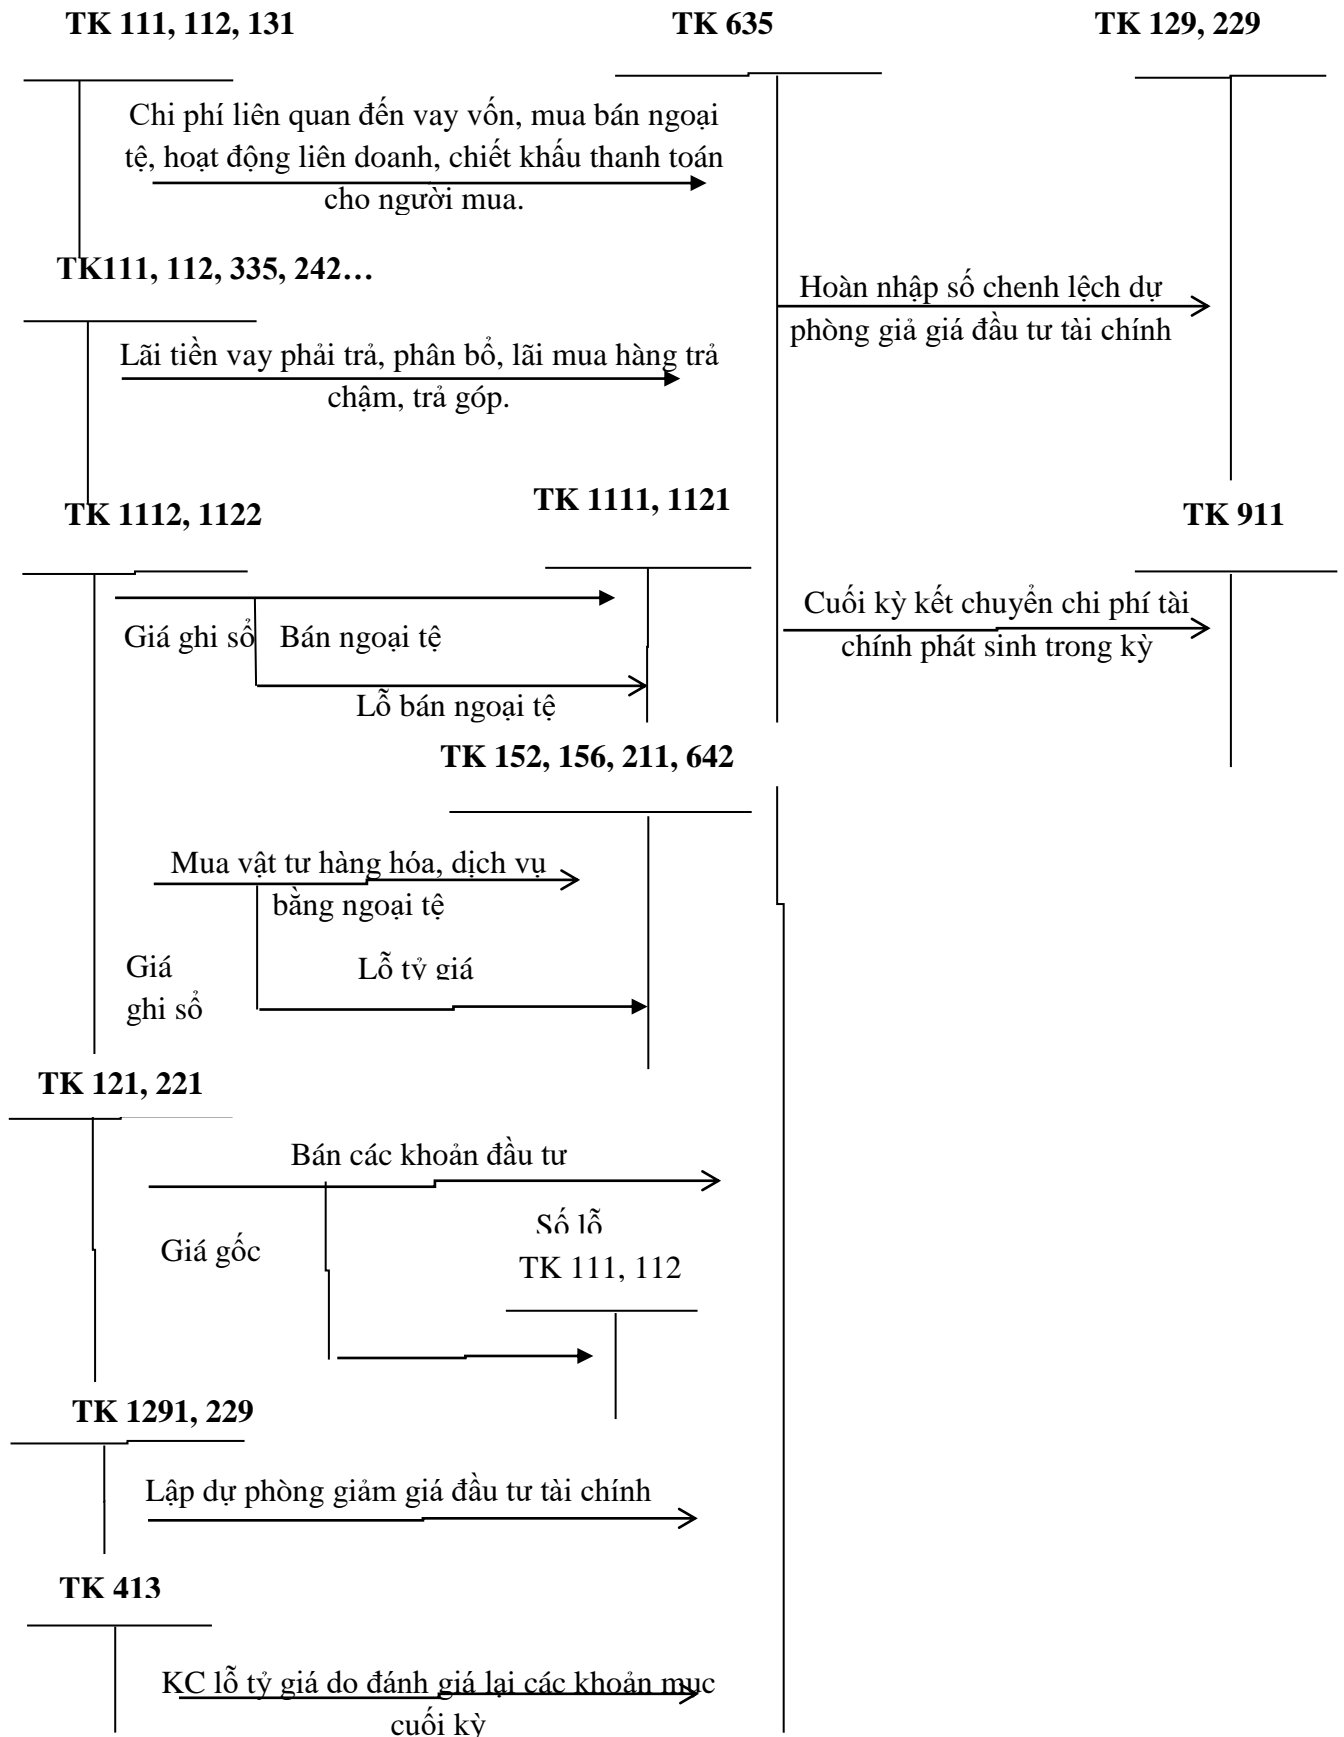 TK 111, 112, 131
TK 635
TK 129, 229
Chi phí liên quan đến vay vốn, mua bán ngoại
tệ, hoạt động liên doanh, chiết khấu thanh toán
cho người mua.
TK111, 112, 335, 242…
Hoàn nhập số chenh lệch dự
phòng giả giá đầu tư tài chính
Lãi tiền vay phải trả, phân bổ, lãi mua hàng trả
chậm, trả góp.
TK 1112, 1122
TK 1111, 1121
TK 911
Cuối kỳ kết chuyển chi phí tài
chính phát sinh trong kỳ
Giá ghi sổ
Bán ngoại tệ
Lỗ bán ngoại tệ
TK 152, 156, 211, 642
Mua vật tư hàng hóa, dịch vụ
bằng ngoại tệ
Giá
ghi sổ
Lỗ tỷ giá
TK 121, 221
Bán các khoản đầu tư
Số lỗ
Giá gốc
TK 111, 112
TK 1291, 229
Lập dự phòng giảm giá đầu tư tài chính
TK 413
KC lỗ tỷ giá do đánh giá lại các khoản mục
cuối kỳ